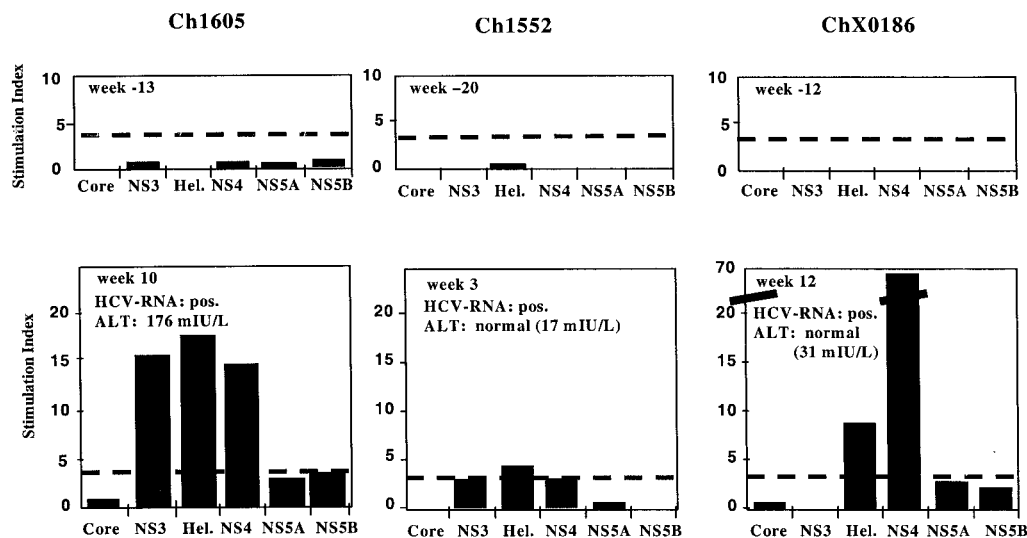 Ch1605
Ch1552
ChX0186
Stimulation Index
10
5
0
week -13
Core NS3 Hel. NS4 NS5A NS5B
10
5
0
week –20
Core NS3 Hel. NS4 NS5A NS5B
10
5
0
week -12
Core NS3 Hel. NS4 NS5A NS5B
Stimulation Index
20
15
10
5
0
week 10
HCV-RNA: pos.
ALT: 176 mIU/L
Core NS3 Hel. NS4 NS5A NS5B
20
15
10
5
0
week 3
HCV-RNA: pos.
ALT: normal (17 mIU/L)
Core NS3 Hel. NS4 NS5A NS5B
70
20
15
10
5
0
week 12
HCV-RNA: pos.
ALT: normal
(31 mIU/L)
Core NS3 Hel. NS4 NS5A NS5B